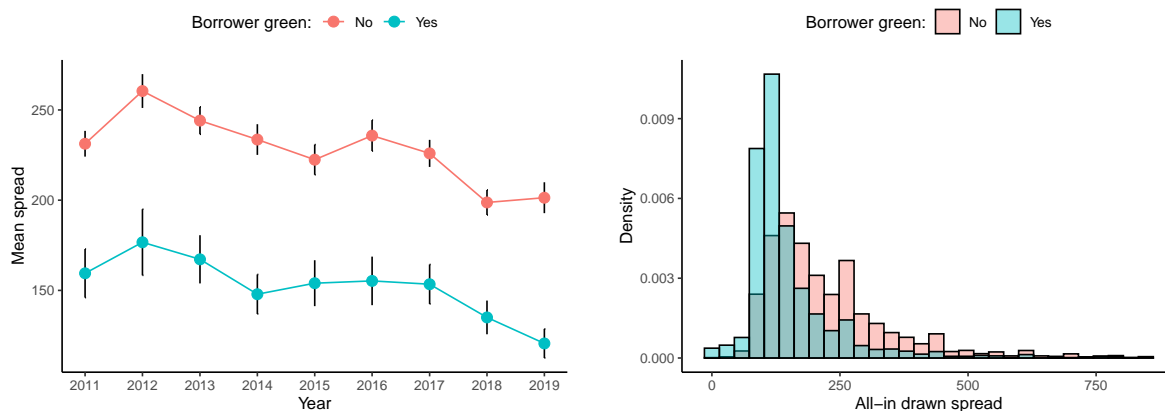 Borrower green: No Yes
250
200
150
Mean spread
2011 2012 2013 2014 2015 2016 2017 2018 2019
Year
Borrower green: No Yes
0.009
0.006
0.003
0.000
Density
0 250 500 750
All−in drawn spread